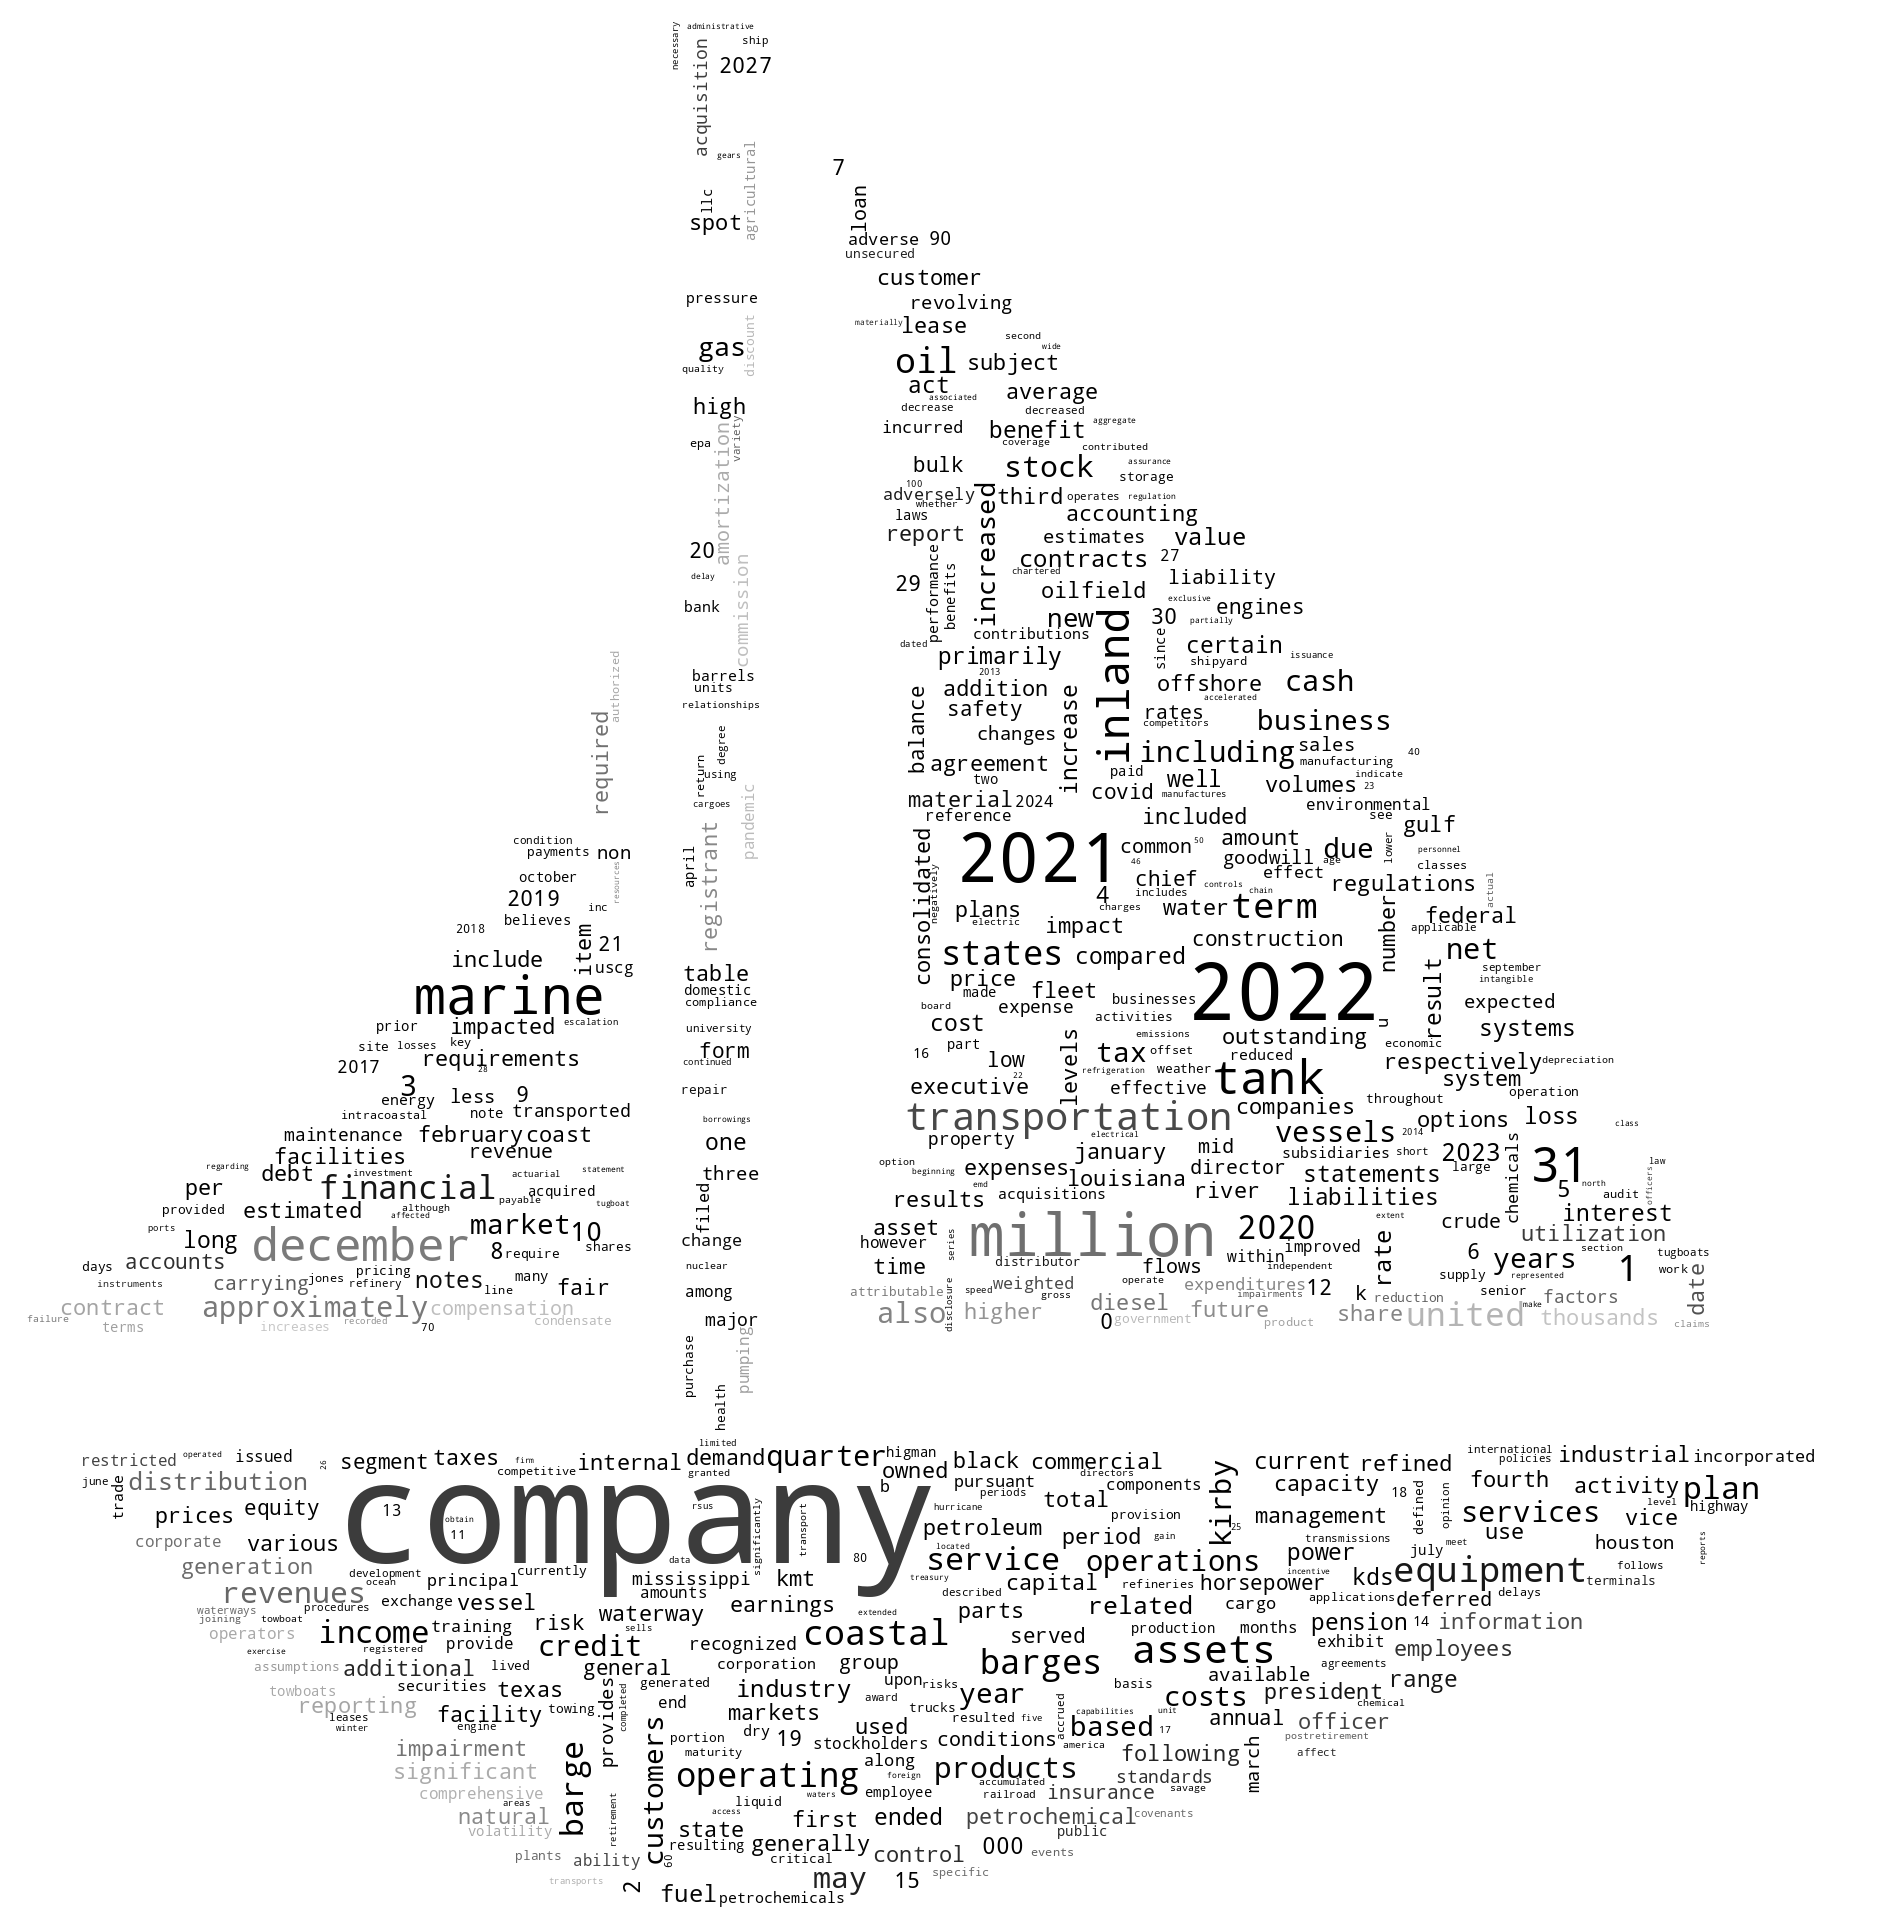 necessary administrative
ship
acquisition 2027
gears agricultural
7
llc loan
spot
adverse 90
unsecured
customer
pressure revolving
materially lease
discount second
gas wide
oil subject
quality
act average
associated
high decrease decreased
variety aggregate
epa incurred benefit
amortization coverage contributed
bulk stock assurance
storage
100
adversely increased third operates regulation
whether
laws accounting
report estimates value
20 performance contracts 27
commission chartered liability
delay 29 benefits oilfield exclusive
bank new inland 30 engines
contributions partially
dated since certain
authorized primarily shipyard issuance
barrels 2013
units addition offshore cash
relationships accelerated
required balance safety increase rates
competitors business
degree changes
return including sales 40
using agreement manufacturing
two paid well indicate
covid volumes 23
cargoes material 2024 manufactures environmental
pandemic reference included see gulf
condition 2021 amount
payments non registrant consolidated common 50 due lower personnel
april 46 goodwill age classes
october resources chief controls effect
2019 negatively 4 includes chain regulations actual
inc plans charges water term
believes electric federal
2018 impact number applicable
item 21 construction
include states compared net
uscg table price 2022 result september
marine domestic made fleet intangible
compliance board expense businesses expected
prior impacted escalation university cost activities u systems
site losses key form part emissions outstanding economic
2017 requirements continued 16 low levels tax offset reduced respectively depreciation
28 22 refrigeration weather tank system
3 less 9 repair executive effective operation
energy companies throughout
intracoastal note transported borrowings transportation options loss
maintenance february coast one property electrical vessels 2014 class
facilities revenue january mid subsidiaries short 2023 chemicals
regarding debt investment actuarial statement three option beginning expenses director statements large 31 law
per financial acquired filed emd louisiana 5 north officers
provided although payable tugboat results acquisitions river liabilities audit
estimated affected market asset extent crude interest
ports long december 10 change however series million 2020 utilization
8 require shares within improved rate 6 years section tugboats
days accounts pricing nuclear time distributor flows independent supply represented 1 work
instruments carrying jones refinery notes line many fair among attributable speed weighted operate expenditures 12 k senior date
contract approximately compensation gross impairments reduction factors
failure terms increases recorded 70 condensate major disclosure also higher diesel 0 government future product share united make thousands claims
purchase pumping
health
limited
restricted operated issued segment taxes firm internal demand quarter higman black commercial current refined international policies industrial incorporated
26 competitive granted owned directors
june distribution trade pursuant components capacity fourth activity plan
b periods 18 defined opinion
prices equity 13 company rsus hurricane total kirby level highway
obtain provision management services vice
11 significantly transport petroleum period gain 25 transmissions use
corporate various located july meet houston reports
80 service operations power
generation development currently data treasury incentive kds equipment follows
ocean principal mississippi kmt capital refineries horsepower terminals
revenues exchange vessel amounts described applications deferred delays
waterways procedures earnings extended parts related cargo
joining towboat training risk waterway pension 14 information
operators income sells coastal served production months
exercise registered provide credit recognized assets exhibit employees
assumptions additional lived general corporation group barges agreements
generated upon risks available range
towboats securities texas provides industry year basis costs president
reporting facility towing completed end award chemical
leases markets trucks capabilities unit annual officer
winter engine portion dry 19 used resulted five accrued based 17
stockholders conditions america postretirement
impairment barge maturity along following march affect
significant customers operating foreign products standards
comprehensive accumulated savage
areas waters employee railroad insurance
natural retirement liquid petrochemical covenants
access first ended
volatility state public
resulting generally 000 events
plants ability 60 critical control
transports 2 may 15 specific
fuel petrochemicals